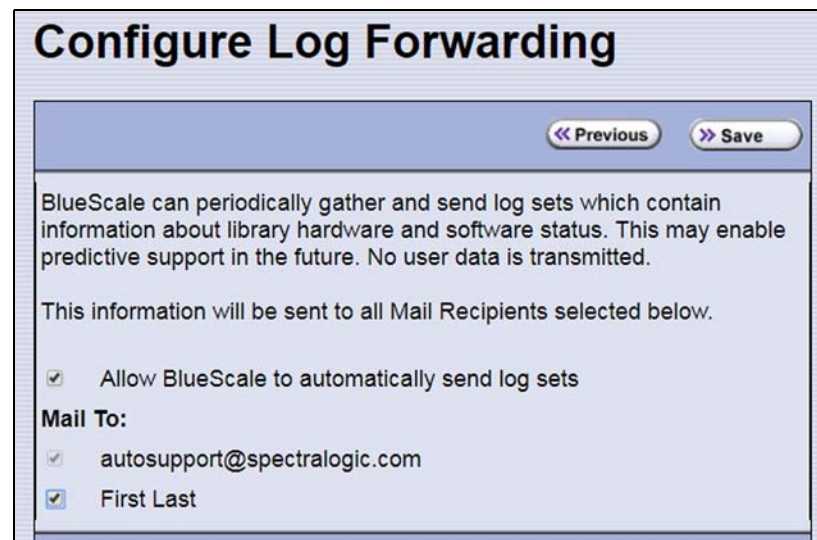 Configure Log Forwarding
Previous
Save
BlueScale can periodically gather and send log sets which contain
information about library hardware and software status. This may enable
predictive support in the future. No user data is transmitted.
This information will be sent to all Mail Recipients selected below.
Allow BlueScale to automatically send log sets
Mail To:
autosupport@spectralogic.com
First Last